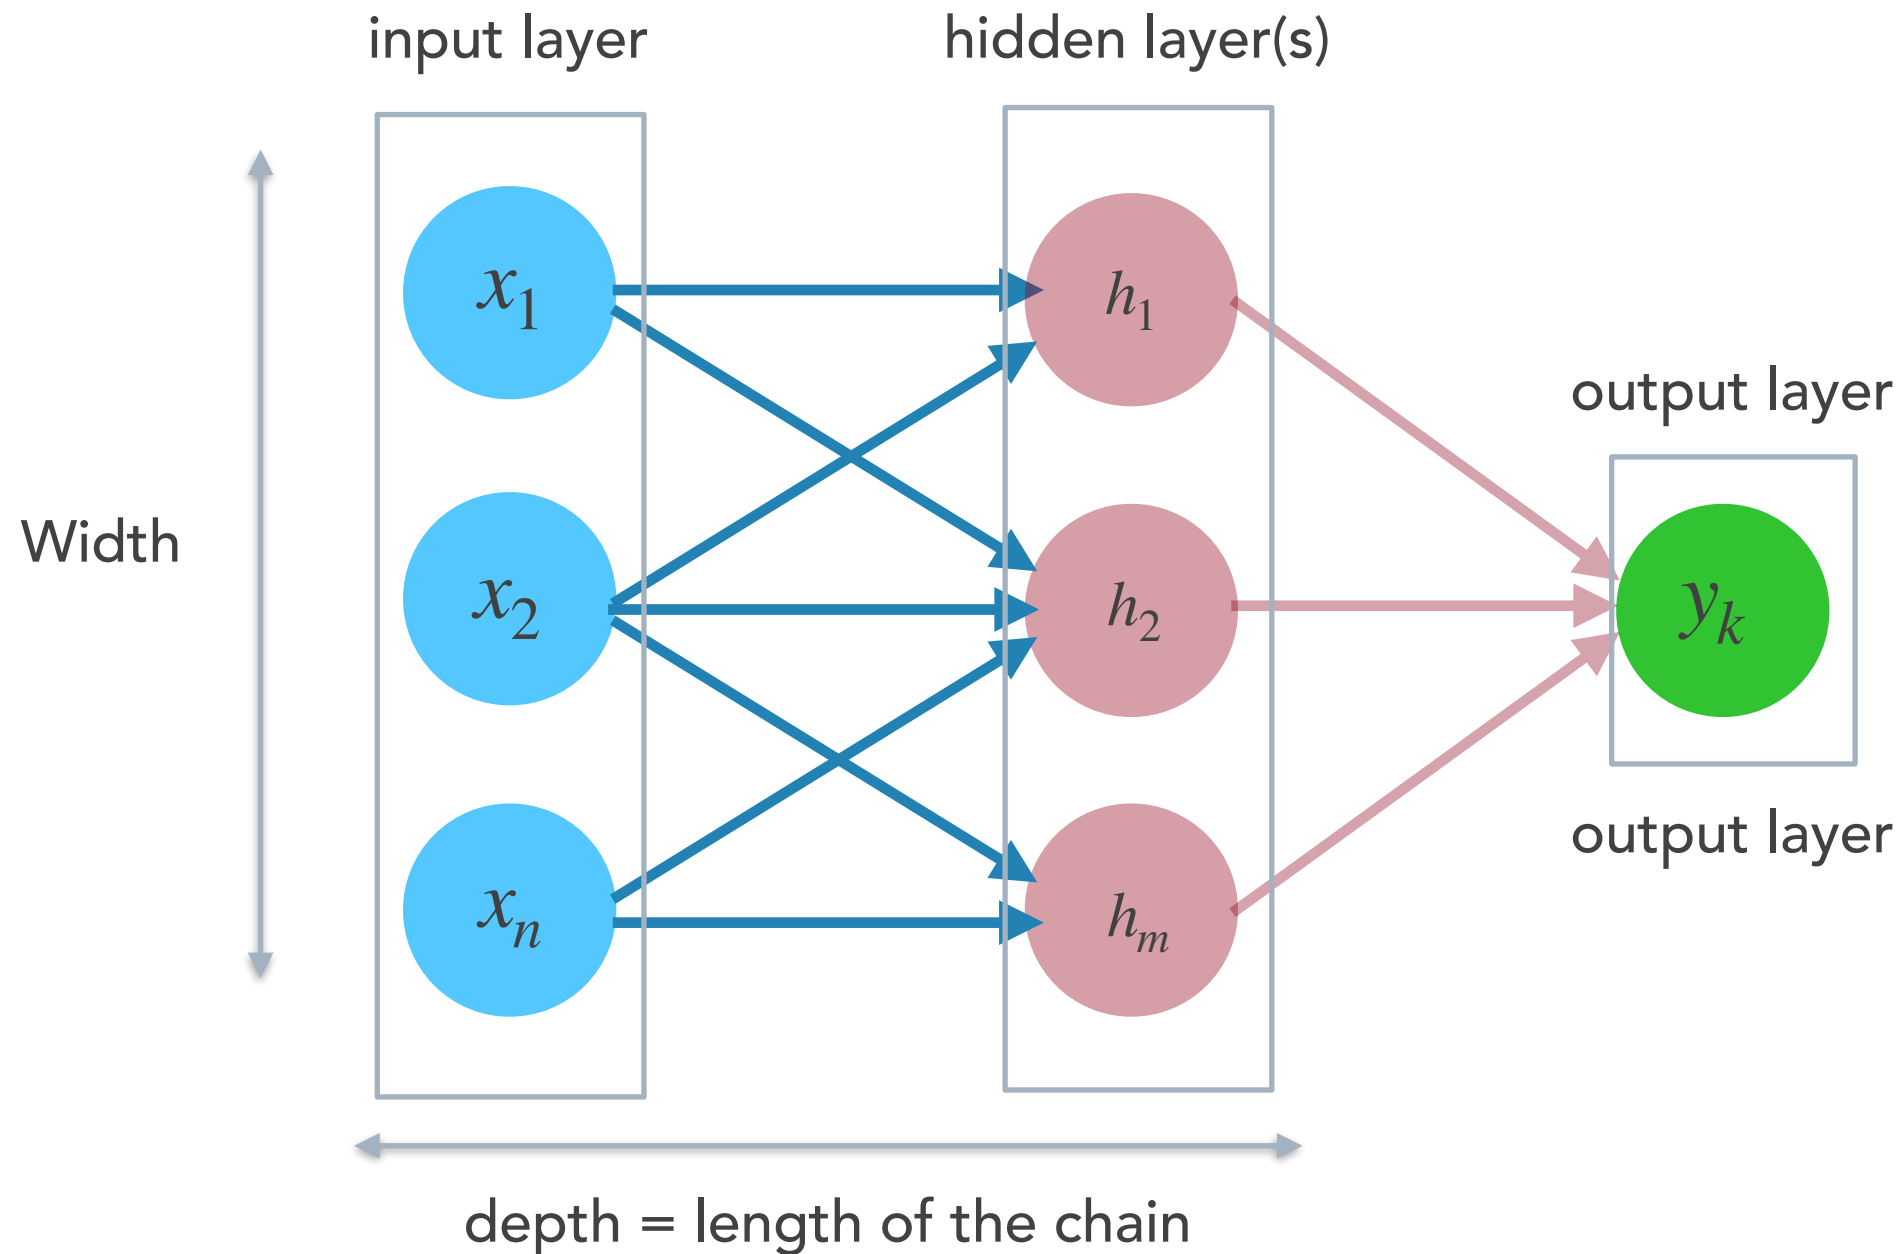 input layer
hidden layer(s)
x1
h1
output layer
Width
x2
h2
yk
output layer
xn
hm
depth = length of the chain